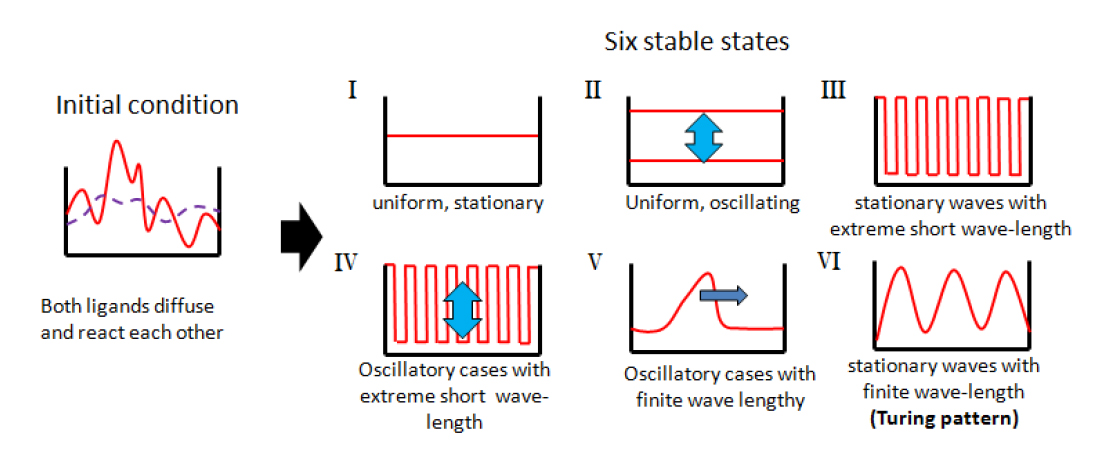 Six stable states
Initial condition
Both ligands diffuse
and react each other
I
uniform, stationary
II
Uniform, oscillating
III
stationary waves with
extreme short wave-length
IV
Oscillatory cases with
extreme short wave-
length
V
Oscillatory cases with
finite wave lengthy
VI
stationary waves with
finite wave-length
(Turing pattern)